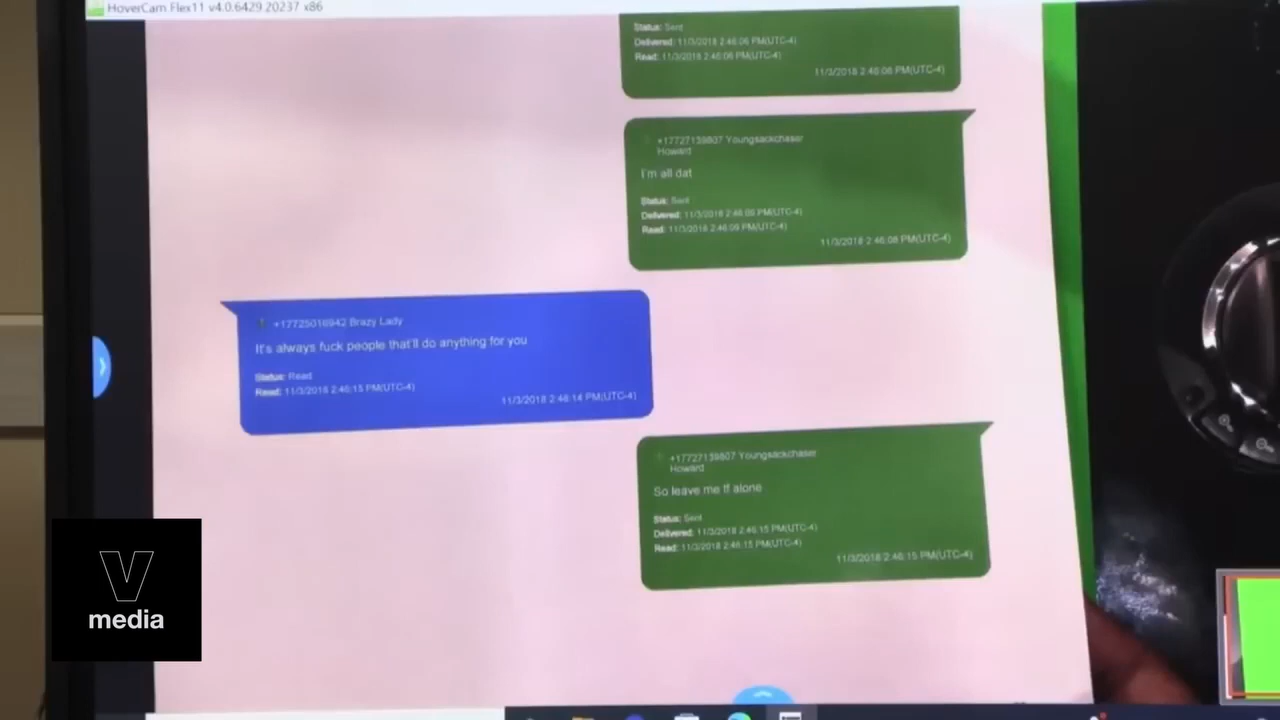 HoverCam Flex11 v4.0.6429.20237 x86
Status: Sent
Delivered: 11/3/2018 2:46:06 PM(UTC-4)
Read: 11/3/2018 2:46:06 PM(UTC-4)
11/3/2018 2:46:06 PM(UTC-4)
+17727139807 Youngsackchaser
Howard
I'm all dat
Status: Sent
Delivered: 11/3/2018 2:46:09 PM(UTC-4)
Read: 11/3/2018 2:46:09 PM(UTC-4)
11/3/2018 2:46:08 PM(UTC-4)
+17725016942 Brazy Lady
It's always fuck people that'll do anything for you
Status: Read
Read: 11/3/2018 2:46:15 PM(UTC-4)
11/3/2018 2:46:14 PM(UTC-4)
+17727139807 Youngsackchaser
Howard
So leave me tf alone
Status: Sent
Delivered: 11/3/2018 2:46:15 PM(UTC-4)
Read: 11/3/2018 2:46:15 PM(UTC-4)
11/3/2018 2:46:15 PM(UTC-4)
V
media